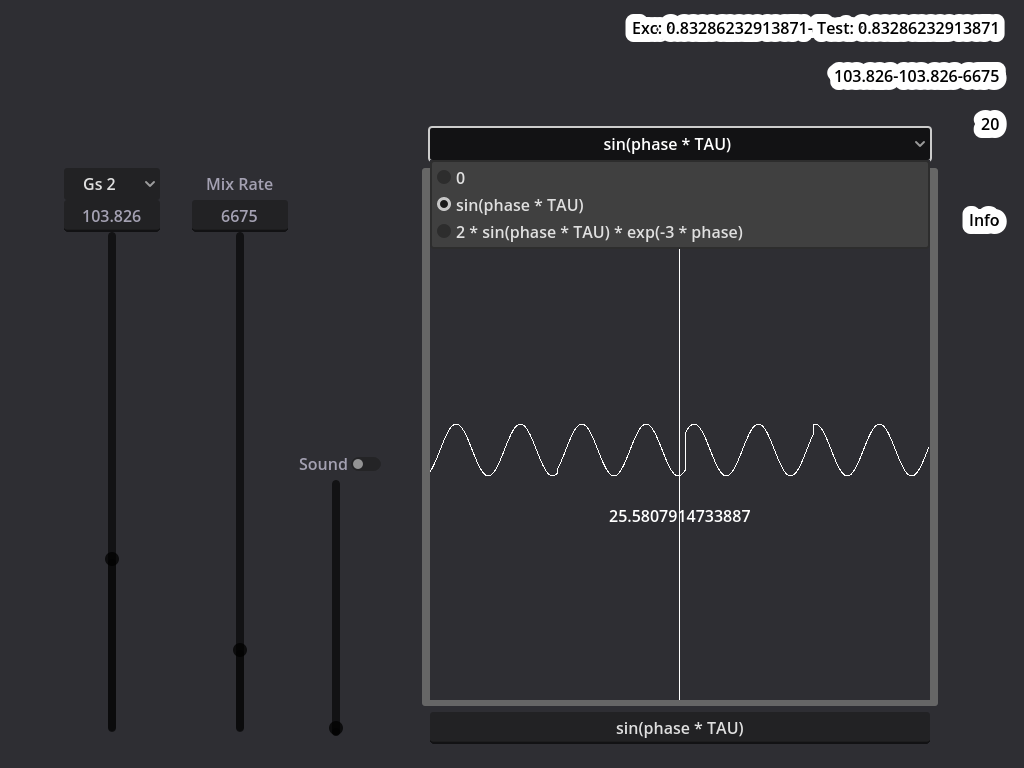 Exc: 0.83286232913871- Test: 0.83286232913871
103.826-103.826-6675
20
sin(phase * TAU)
0
sin(phase * TAU)
2 * sin(phase * TAU) * exp(-3 * phase)
Gs 2
Mix Rate
103.826
6675
Info
Sound
25.5807914733887
sin(phase * TAU)